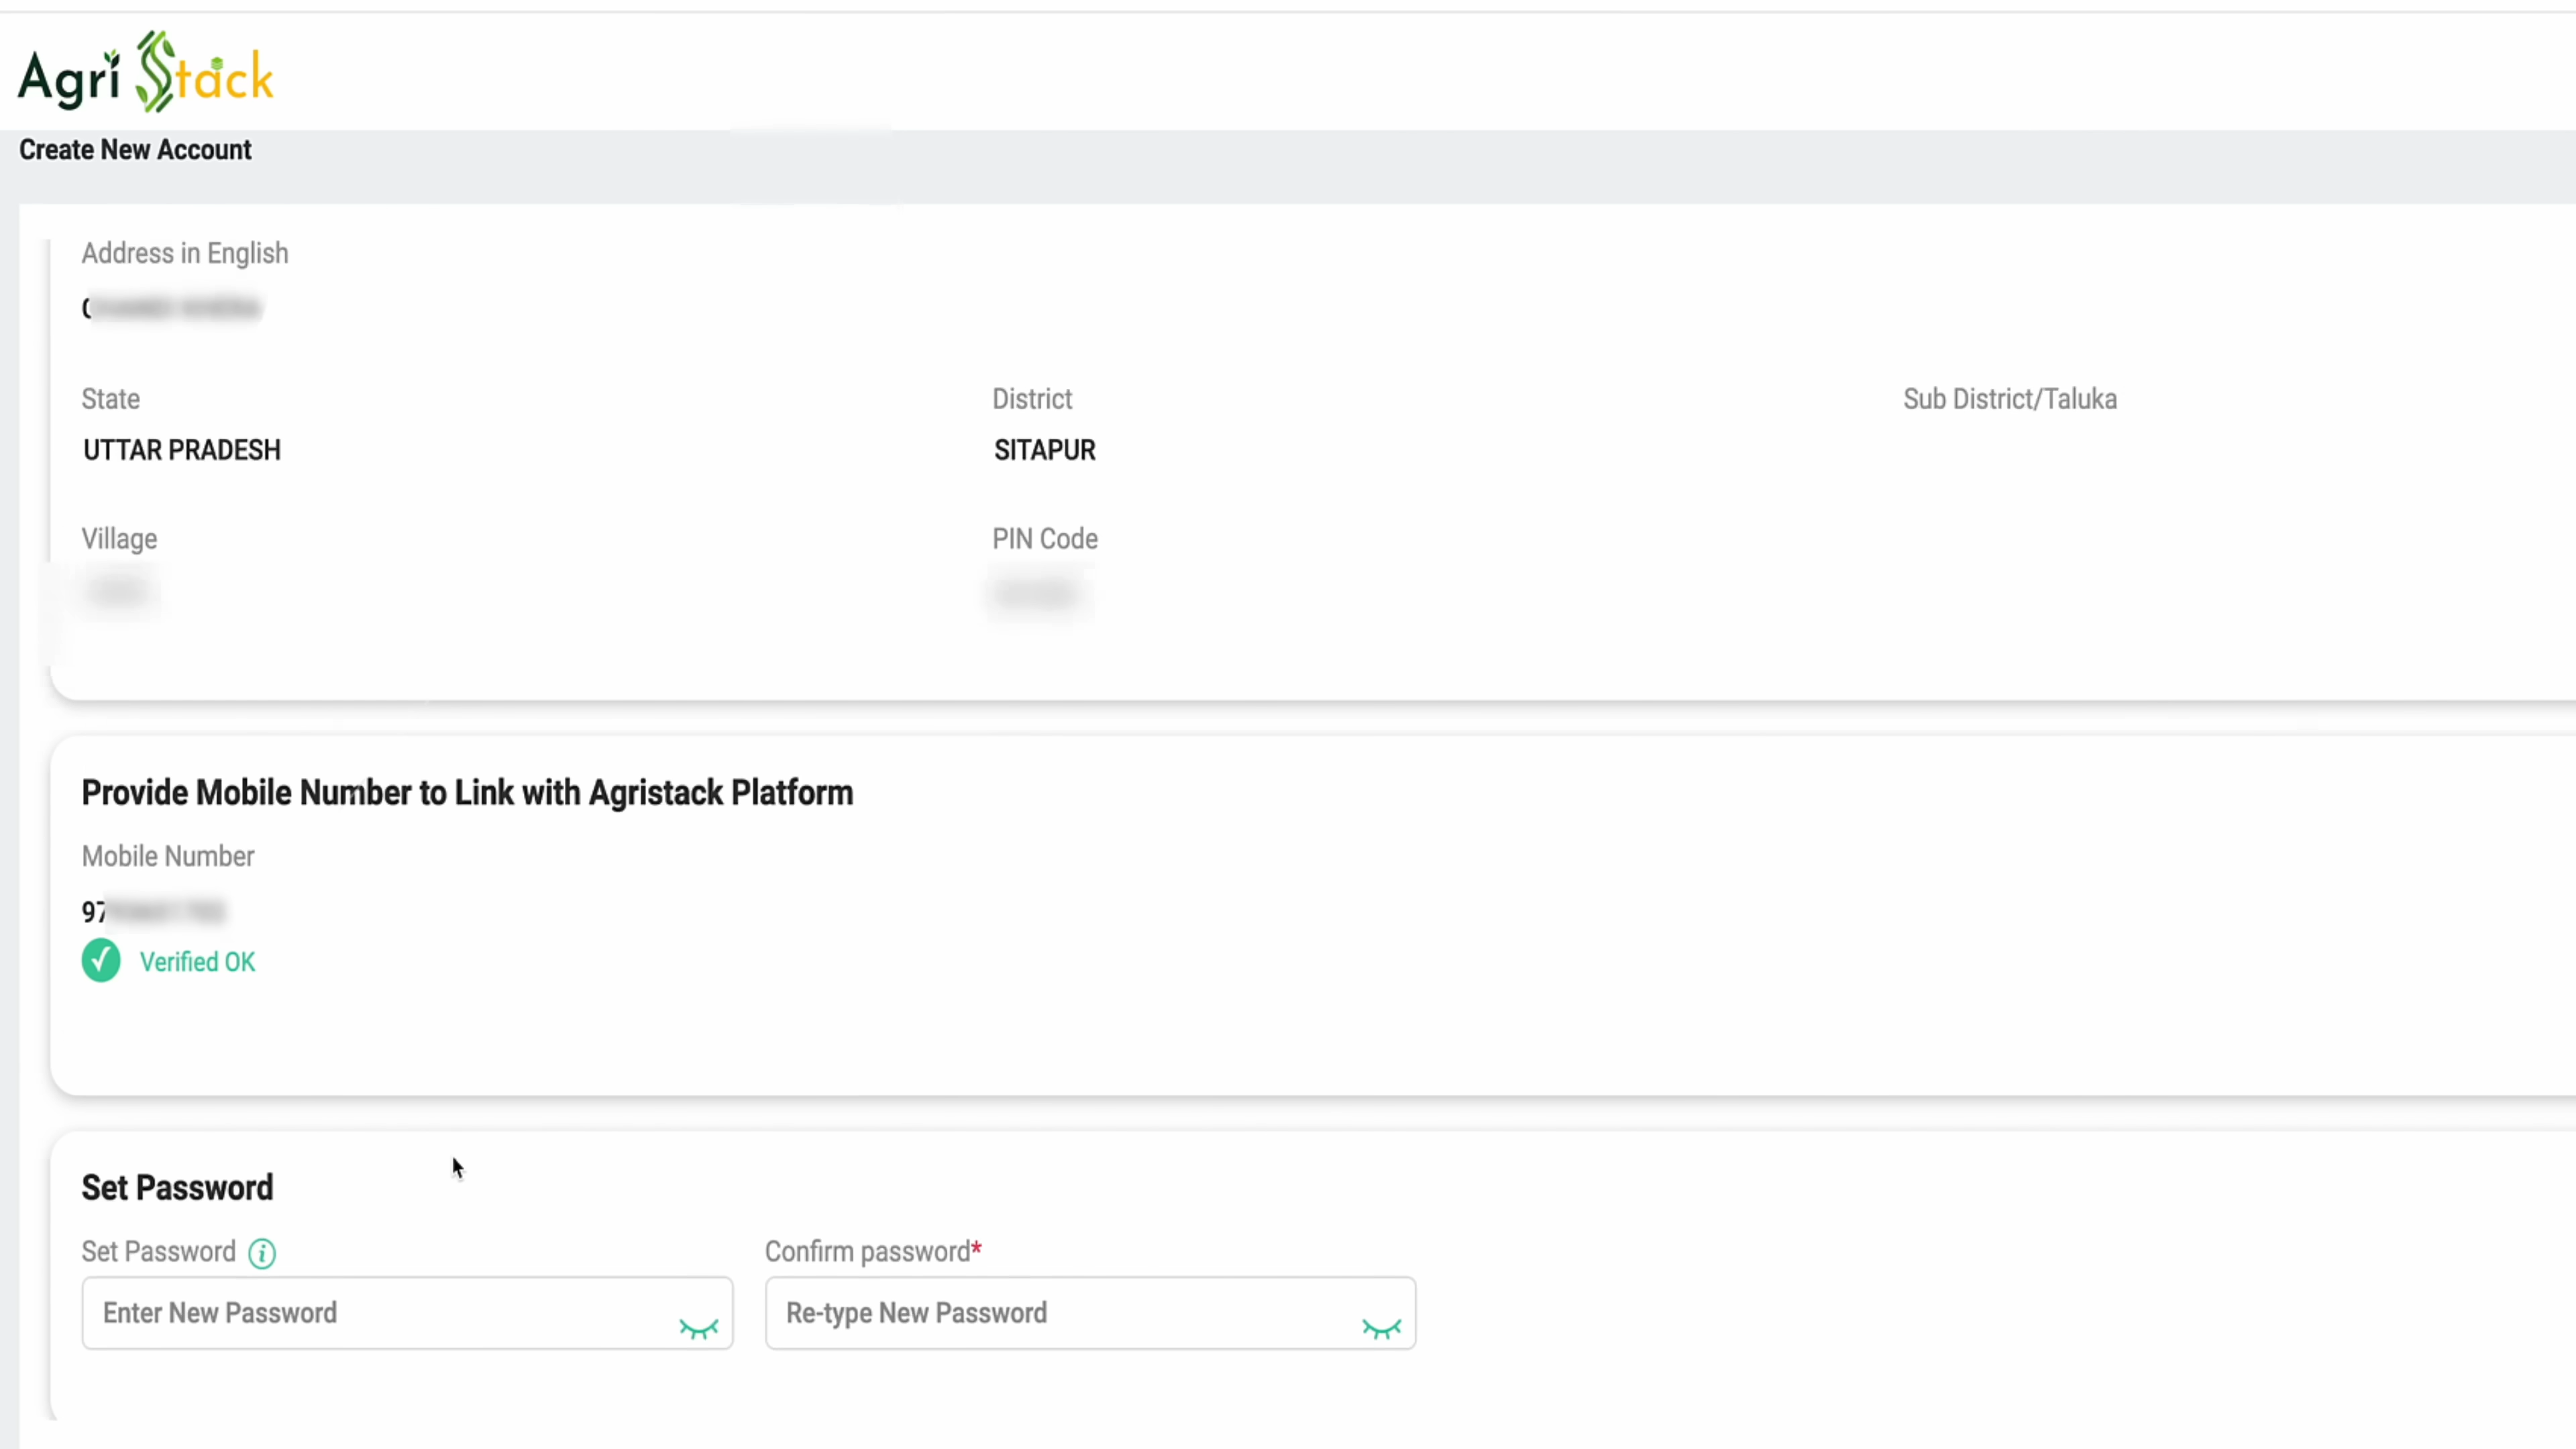 Agri Stack
Create New Account
Address in English
State
District
Sub District/Taluka
UTTAR PRADESH
SITAPUR
Village
PIN Code
Provide Mobile Number to Link with Agristack Platform
Mobile Number
97
Verified OK
Set Password
Set Password
Confirm password*
Enter New Password
Re-type New Password